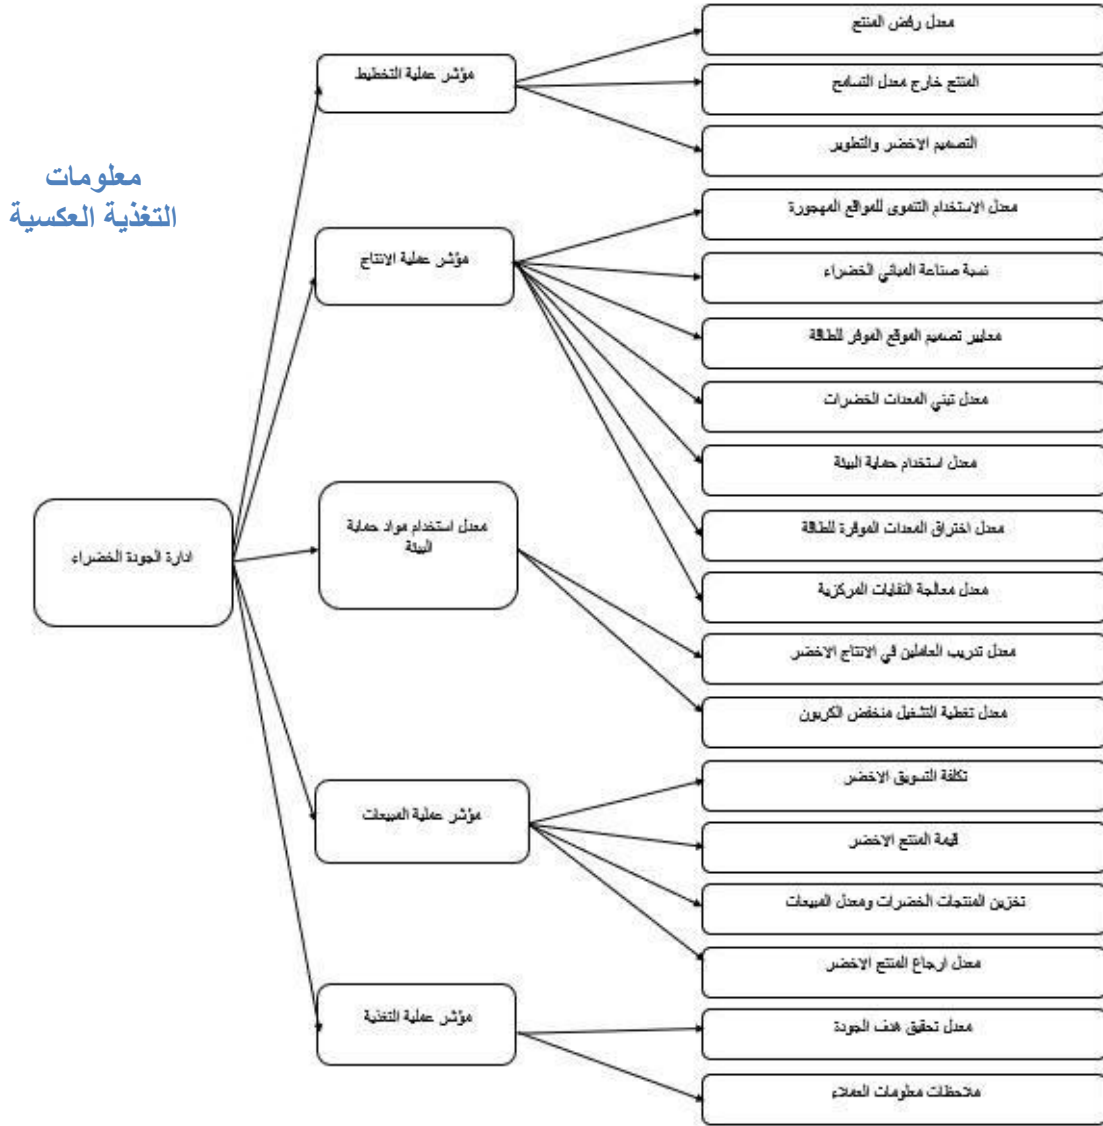 معلومات
التغذية العكسية
ادارة الجودة الخضراء
مؤشر عملية التخطيط
معدل رفض المنتج
المنتج خارج معدل التسامح
التصميم الاخضر والتطوير
مؤشر عملية الانتاج
معدل الاستخدام التنموى للمواقع المهجورة
نسبة صناعة المباني الخضراء
معايير تصميم الموقع الموفر للطاقة
معدل تبني المعدات الخضرات
معدل استخدام حماية البيئة
معدل اختراق المعدات الموفرة للطاقة
معدل معالجة النفايات المركزية
معدل استخدام مواد حماية
البيئة
معدل تدريب العاملين في الانتاج الاخضر
معدل تغطية التشغيل منخفض الكربون
مؤشر عملية المبيعات
تكلفة التسويق الاخضر
قيمة المنتج الاخضر
تخزين المنتجات الخضرات ومعدل المبيعات
معدل ارجاع المنتج الاخضر
مؤشر عملية التغذية
معدل تحقيق هدف الجودة
ملاحظات معلومات العملاء